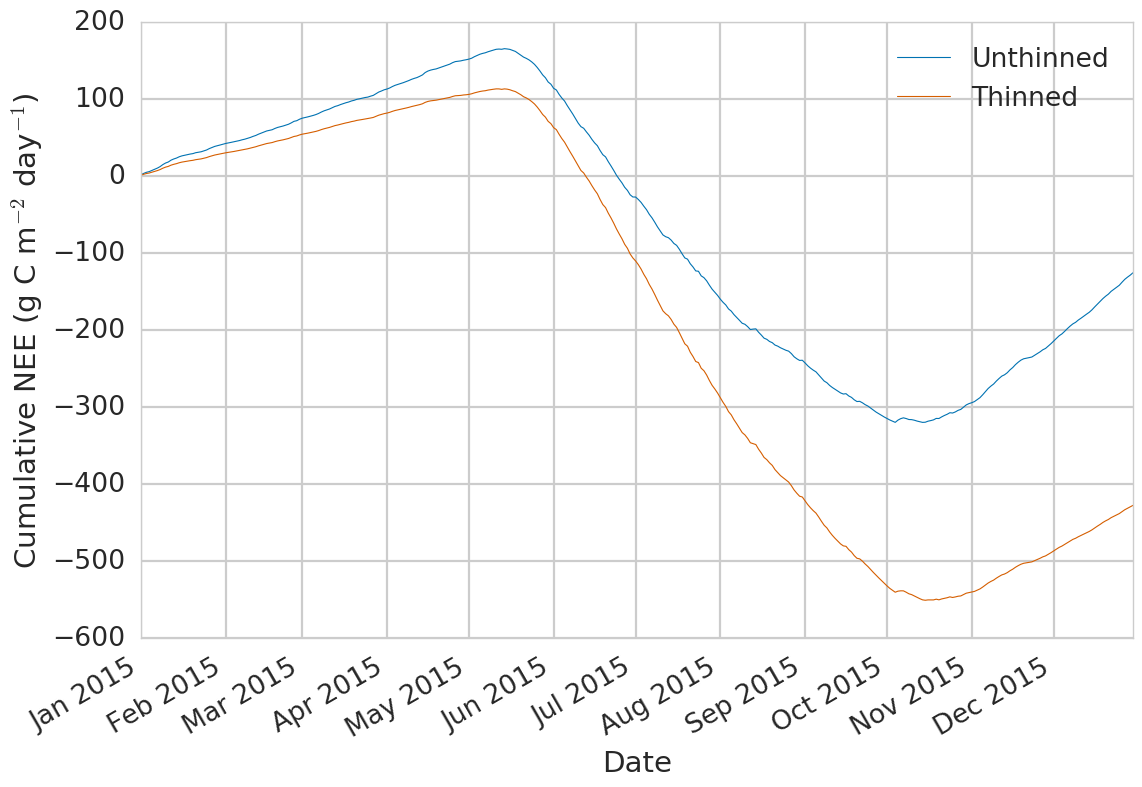 Cumulative NEE (g C m⁻² day⁻¹)
200
100
0
−100
−200
−300
−400
−500
−600
Unthinned
Thinned
Jan 2015
Feb 2015
Mar 2015
Apr 2015
May 2015
Jun 2015
Jul 2015
Aug 2015
Sep 2015
Oct 2015
Nov 2015
Dec 2015
Date